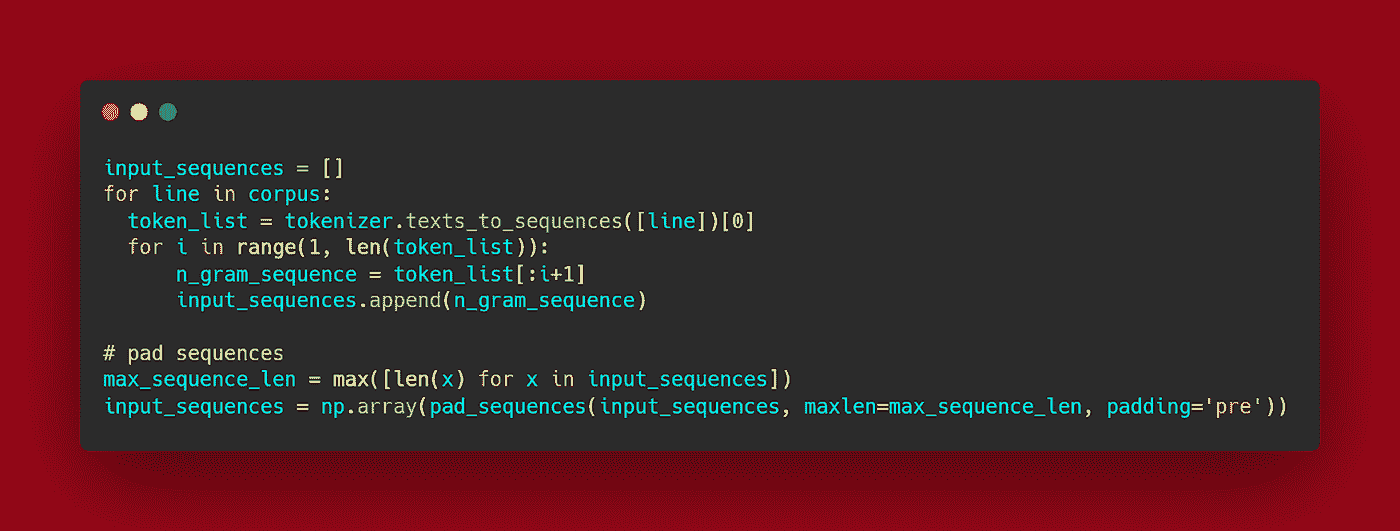 input_sequences = []
for line in corpus:
  token_list = tokenizer.texts_to_sequences([line])[0]
  for i in range(1, len(token_list)):
      n_gram_sequence = token_list[:i+1]
      input_sequences.append(n_gram_sequence)

# pad sequences
max_sequence_len = max([len(x) for x in input_sequences])
input_sequences = np.array(pad_sequences(input_sequences, maxlen=max_sequence_len, padding='pre'))